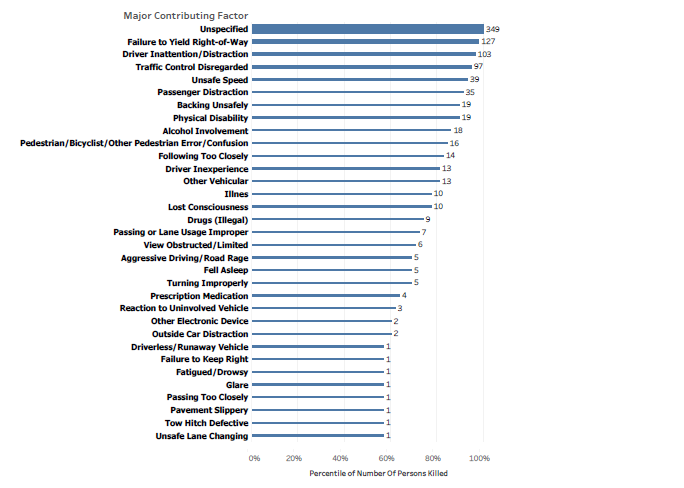 Major Contributing Factor
Unspecified 349
Failure to Yield Right-of-Way 127
Driver Inattention/Distraction 103
Traffic Control Disregarded 97
Unsafe Speed 39
Passenger Distraction 35
Backing Unsafely 19
Physical Disability 19
Alcohol Involvement 18
Pedestrian/Bicyclist/Other Pedestrian Error/Confusion 16
Following Too Closely 14
Driver Inexperience 13
Other Vehicular 13
Illnes 10
Lost Consciousness 10
Drugs (Illegal) 9
Passing or Lane Usage Improper 7
View Obstructed/Limited 6
Aggressive Driving/Road Rage 5
Fell Asleep 5
Turning Improperly 5
Prescription Medication 4
Reaction to Uninvolved Vehicle 3
Other Electronic Device 2
Outside Car Distraction 2
Driverless/Runaway Vehicle 1
Failure to Keep Right 1
Fatigued/Drowsy 1
Glare 1
Passing Too Closely 1
Pavement Slippery 1
Tow Hitch Defective 1
Unsafe Lane Changing 1
0% 20% 40% 60% 80% 100%
Percentile of Number Of Persons Killed